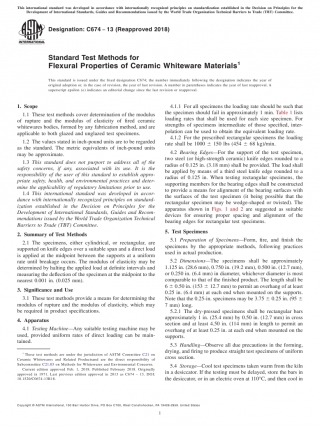 This international standard was developed in accordance with internationally recognized principles on standardization established in the Decision on Principles for the
Development of International Standards, Guides and Recommendations issued by the World Trade Organization Technical Barriers to Trade (TBT) Committee.
Designation: C674 - 13 (Reapproved 2018)
Standard Test Methods for
Flexural Properties of Ceramic Whiteware Materials1
This standard is issued under the fixed designation C674; the number immediately following the designation indicates the year of
original adoption or, in the case of revision, the year of last revision. A number in parentheses indicates the year of last reapproval. A
superscript epsilon (ε) indicates an editorial change since the last revision or reapproval.
1. Scope
1.1 These test methods cover determination of the modulus
of rupture and the modulus of elasticity of fired ceramic
whitewares bodies, formed by any fabrication method, and are
applicable to both glazed and unglazed test specimens.
1.2 The values stated in inch-pound units are to be regarded
as the standard. The metric equivalents of inch-pound units
may be approximate.
1.3 This standard does not purport to address all of the
safety concerns, if any, associated with its use. It is the
responsibility of the user of this standard to establish appro-
priate safety, health, and environmental practices and deter-
mine the applicability of regulatory limitations prior to use.
1.4 This international standard was developed in accor-
dance with internationally recognized principles on standard-
ization established in the Decision on Principles for the
Development of International Standards, Guides and Recom-
mendations issued by the World Trade Organization Technical
Barriers to Trade (TBT) Committee.
2. Summary of Test Methods
2.1 The specimens, either cylindrical or rectangular, are
supported on knife edges over a suitable span and a direct load
is applied at the midpoint between the supports at a uniform
rate until breakage occurs. The modulus of elasticity may be
determined by halting the applied load at definite intervals and
measuring the deflection of the specimens at the midpoint to the
nearest 0.001 in. (0.025 mm).
3. Significance and Use
3.1 These test methods provide a means for determining the
modulus of rupture and the modulus of elasticity, which may
be required in product specifications.
4. Apparatus
4.1 Testing Machine—Any suitable testing machine may be
used, provided uniform rates of direct loading can be main-
tained.
1 These test methods are under the jurisdiction of ASTM Committee C21 on
Ceramic Whitewares and Related Products and are the direct responsibility of
Subcommittee C21.03 on Methods for Whitewares and Environmental Concerns.
Current edition approved Feb. 1, 2018. Published February 2018. Originally
approved in 1971. Last previous edition approved in 2013 as C674 – 13. DOI:
10.1520/C0674-13R18.
4.1.1 For all specimens the loading rate should be such that
the specimen should fail in approximately 1 min. Table 1 lists
loading rates that shall be used for each size specimen. For
strengths of specimens intermediate of those specified, inter-
polation can be used to obtain the equivalent loading rate.
4.1.2 For the prescribed rectangular specimens the loading
rate shall be 1000 ± 150 lbs (454 ± 68 kg)/min.
4.2 Bearing Edges—For the support of the test specimen,
two steel (or high-strength ceramic) knife edges rounded to a
radius of 0.125 in. (3.18 mm) shall be provided. The load shall
be applied by means of a third steel knife edge rounded to a
radius of 0.125 in. When testing rectangular specimens, the
supporting members for the bearing edges shall be constructed
to provide a means for alignment of the bearing surfaces with
the surfaces of the test specimen (it being possible that the
rectangular specimen may be wedge-shaped or twisted). The
apparatus shown in Figs. 1 and 2 are suggested as suitable
devices for ensuring proper spacing and alignment of the
bearing edges for rectangular test specimens.
5. Test Specimens
5.1 Preparation of Specimens—Form, fire, and finish the
specimens by the appropriate methods, following practices
used in actual production.
5.2 Dimensions—The specimens shall be approximately
1.125 in. (28.6 mm), 0.750 in. (19.2 mm), 0.500 in. (12.7 mm),
or 0.250 in. (6.4 mm) in diameter, whichever diameter is most
comparable to that of the finished product. The length shall be
6 ± 0.50 in. (153 ± 12.7 mm) to permit an overhang of at least
0.25 in. (6.4 mm) at each end when mounted on the supports.
Note that the 0.25 in. specimens may be 3.75 ± 0.25 in. (95 ± 7
mm) long.
5.2.1 The dry-pressed specimens shall be rectangular bars
approximately 1 in. (25.4 mm) by 0.50 in. (12.7 mm) in cross
section and at least 4.50 in. (114 mm) in length to permit an
overhang of at least 0.25 in. at each end when mounted on the
supports.
5.3 Handling—Observe all due precautions in the forming,
drying, and firing to produce straight test specimens of uniform
cross section.
5.4 Storage—Cool test specimens taken warm from the kiln
in a desiccator. If the testing must be delayed, store the bars in
the desiccator, or in an electric oven at 110°C, and then cool in
Copyright © ASTM International, 100 Barr Harbor Drive, PO Box C700, West Conshohocken, PA 19428-2959. United States
1